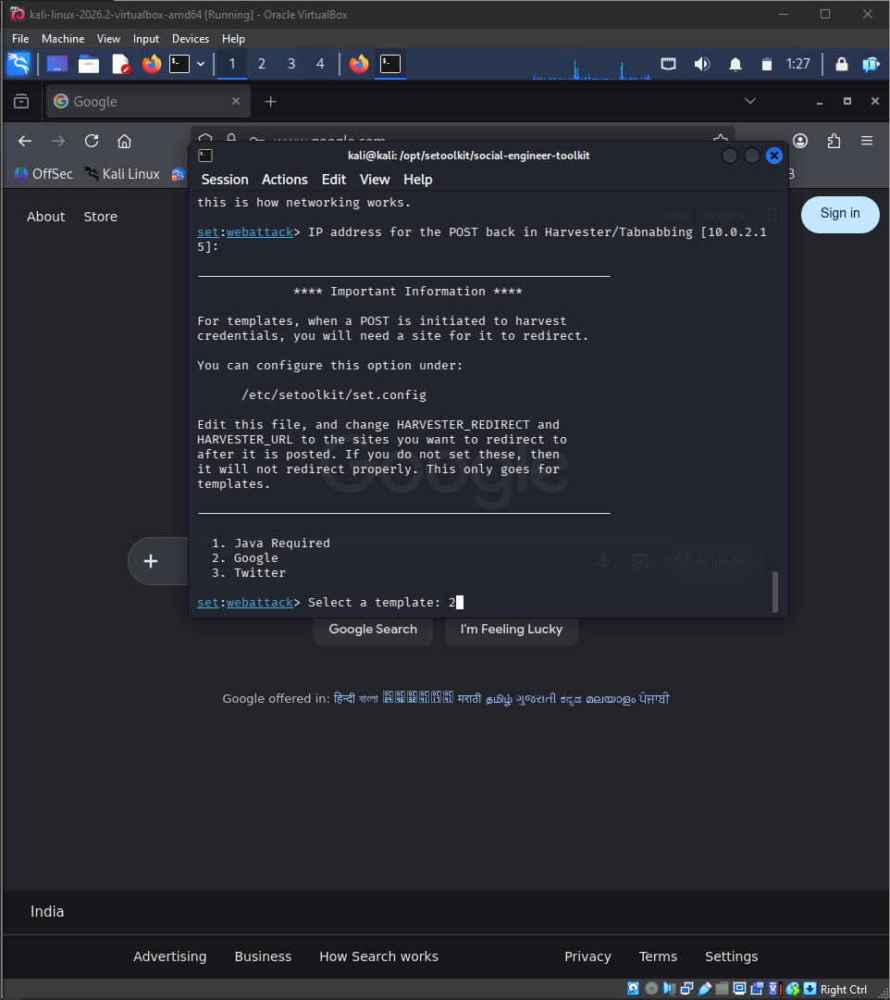 kali-linux-2026.2-virtualbox-amd64 [Running] - Oracle VirtualBox
File Machine View Input Devices Help
1 2 3 4 1:27
Google
www.google.com
kali@kali: /opt/setoolkit/social-engineer-toolkit
OffSec Kali Linux
Session Actions Edit View Help
About Store
Gmail Images Sign in
this is how networking works.
set:webattack> IP address for the POST back in Harvester/Tabnabbing [10.0.2.1
5]:
**** Important Information ****
For templates, when a POST is initiated to harvest
credentials, you will need a site for it to redirect.
You can configure this option under:
/etc/setoolkit/set.config
Edit this file, and change HARVESTER_REDIRECT and
HARVESTER_URL to the sites you want to redirect to
after it is posted. If you do not set these, then
it will not redirect properly. This only goes for
templates.
Google
1. Java Required
2. Google
3. Twitter
AI Mode
set:webattack> Select a template: 2
Google Search I'm Feeling Lucky
Google offered in: हिन्दी বাংলা मराठी தமிழ் ગુજરાતી ಕನ್ನಡ മലയാളം ਪੰਜਾਬੀ
India
Advertising Business How Search works Privacy Terms Settings
Right Ctrl